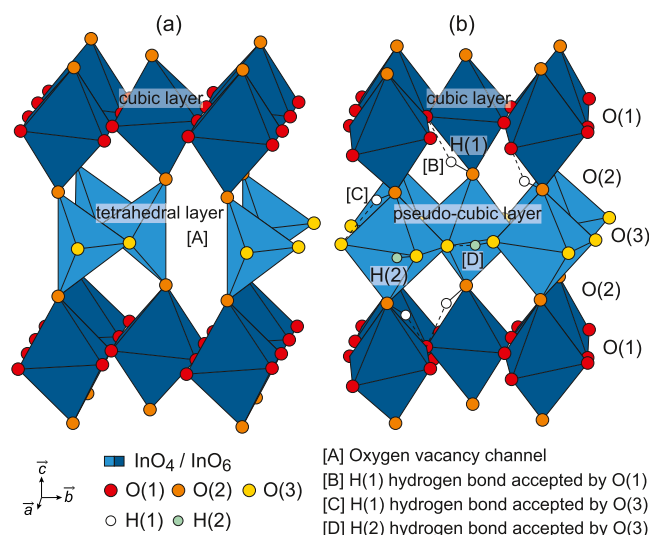 (a)
(b)
cubic layer
cubic layer
O(1)
H(1)
[B]
O(2)
[C]
tetrahedral layer
pseudo-cubic layer
[A]
O(3)
[D]
H(2)
O(2)
O(1)
InO4 / InO6
[A] Oxygen vacancy channel
c
[B] H(1) hydrogen bond accepted by O(1)
a
b
O(1) O(2) O(3)
[C] H(1) hydrogen bond accepted by O(3)
H(1) H(2)
[D] H(2) hydrogen bond accepted by O(3)